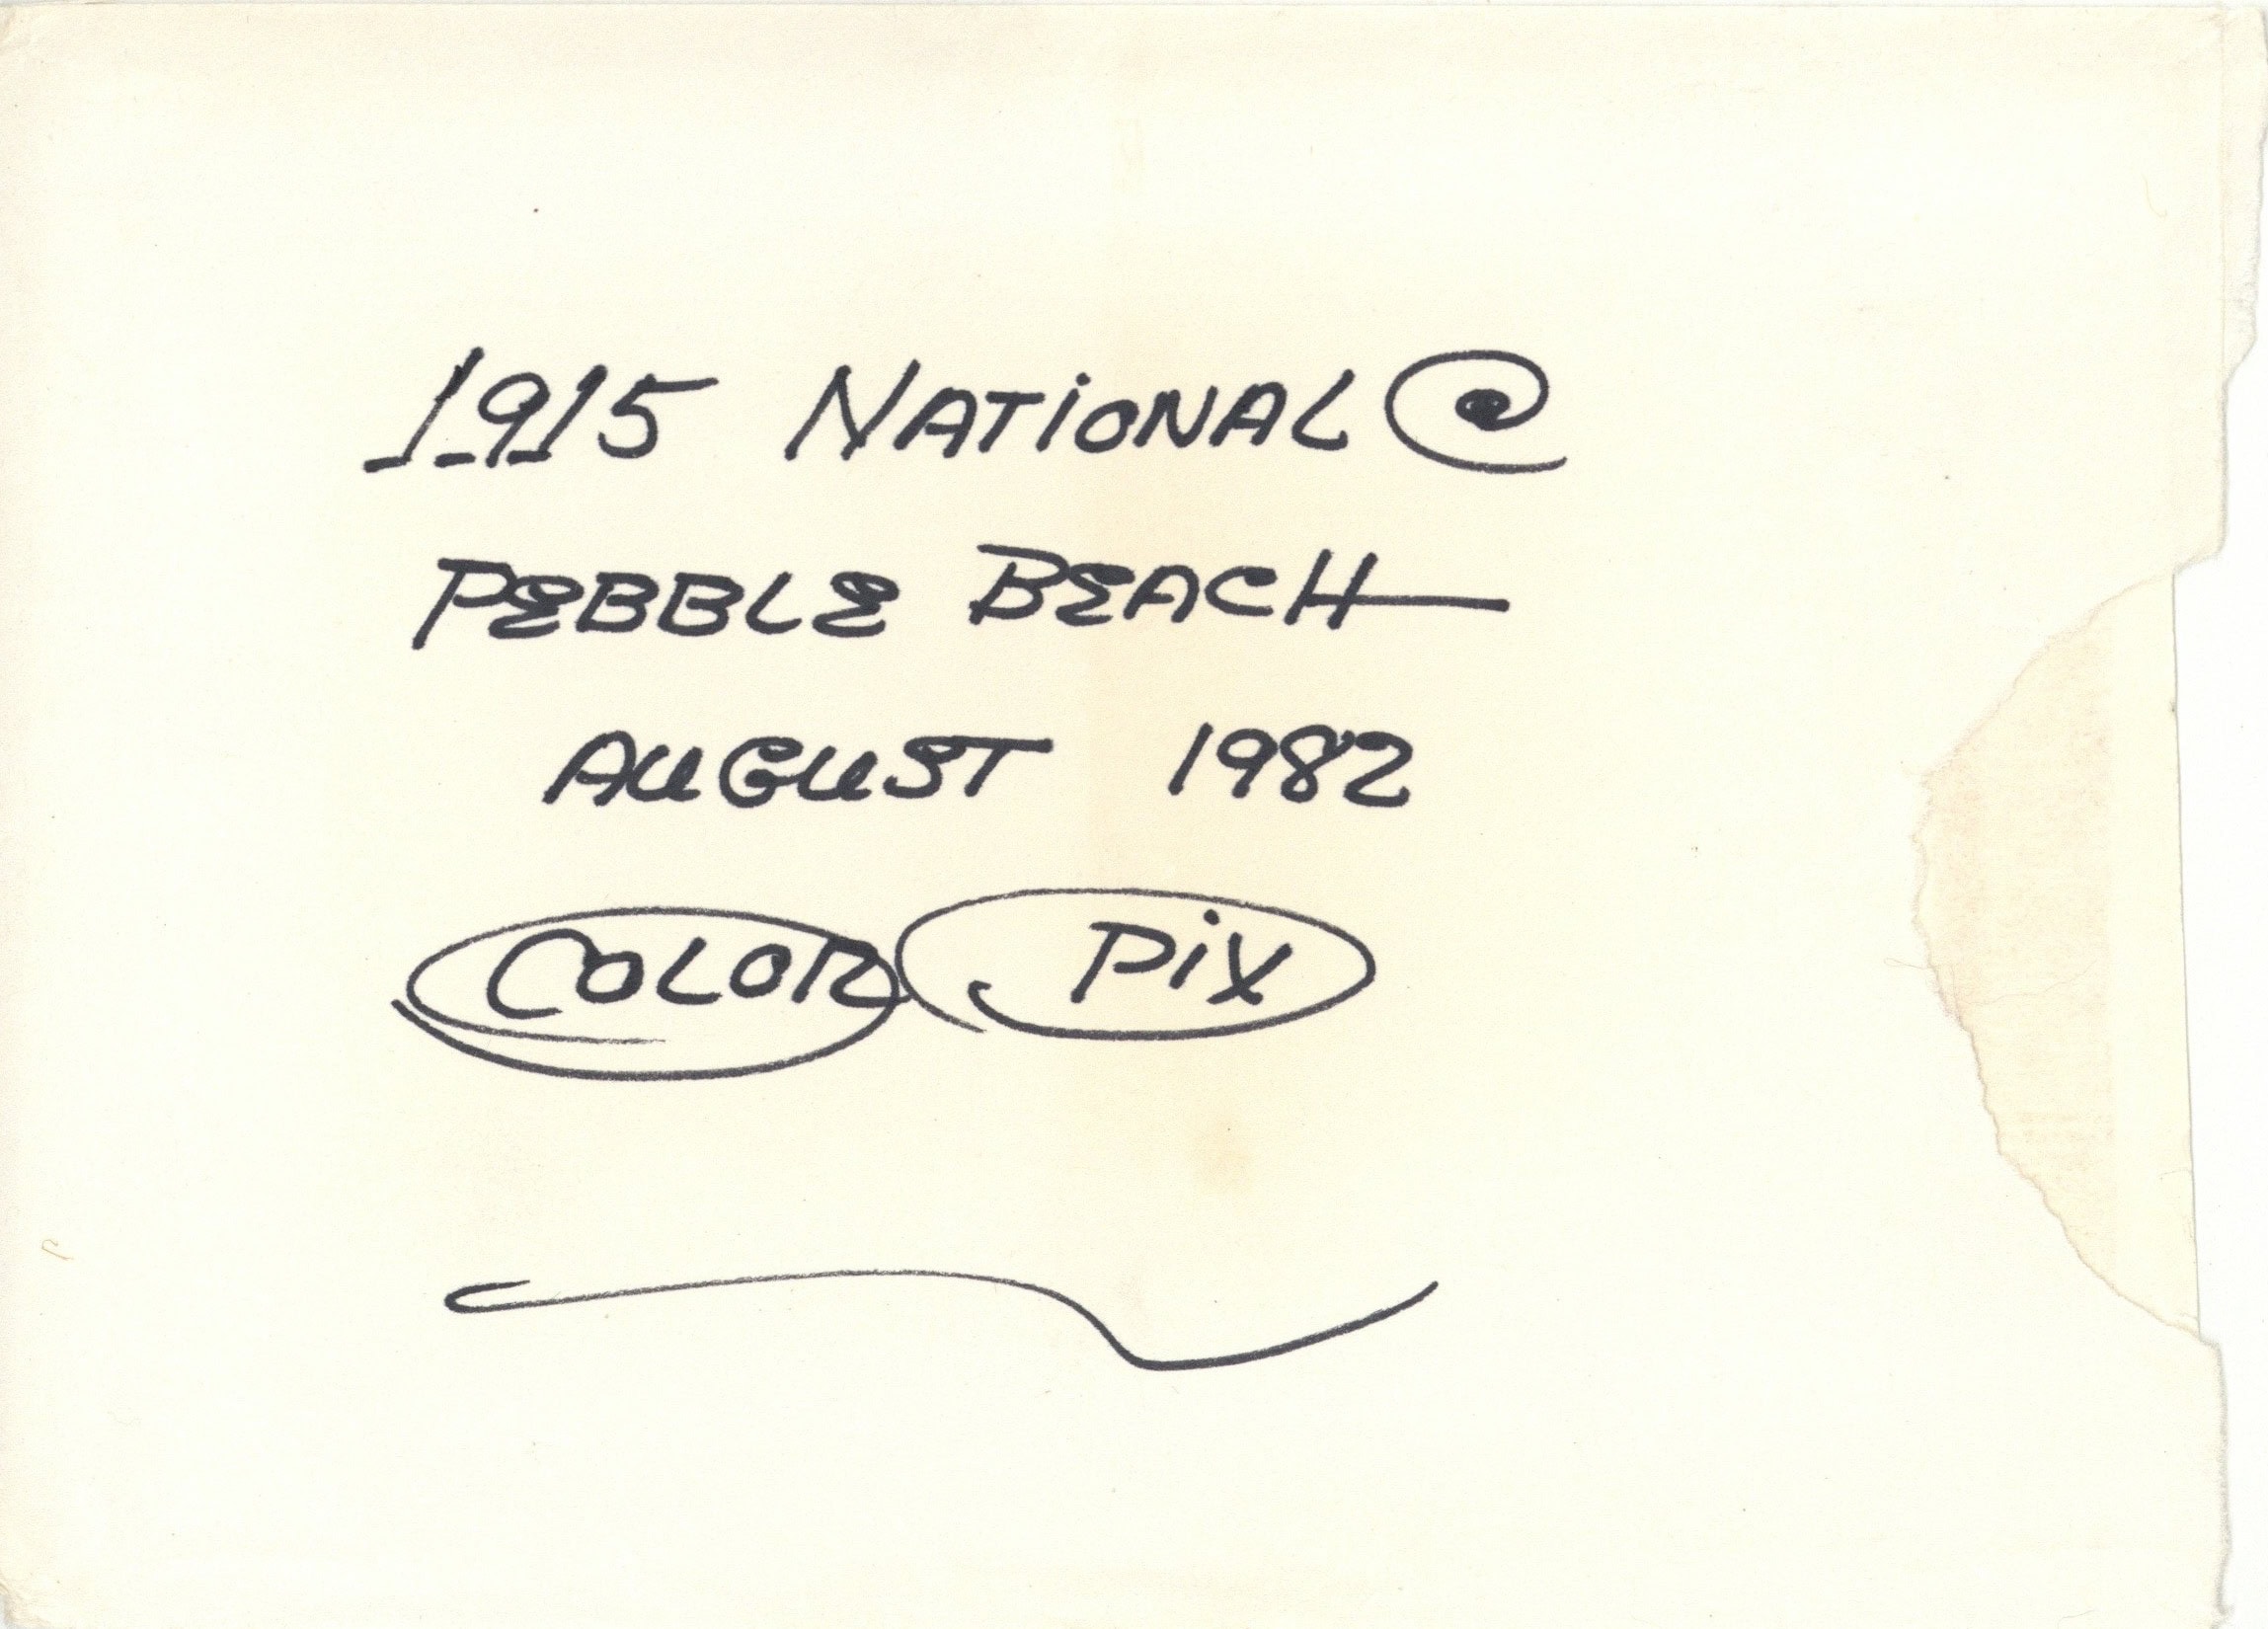 1915 NATiONAL @
PEBBLE BEACH
AUGUST 1982
COLOR PiX